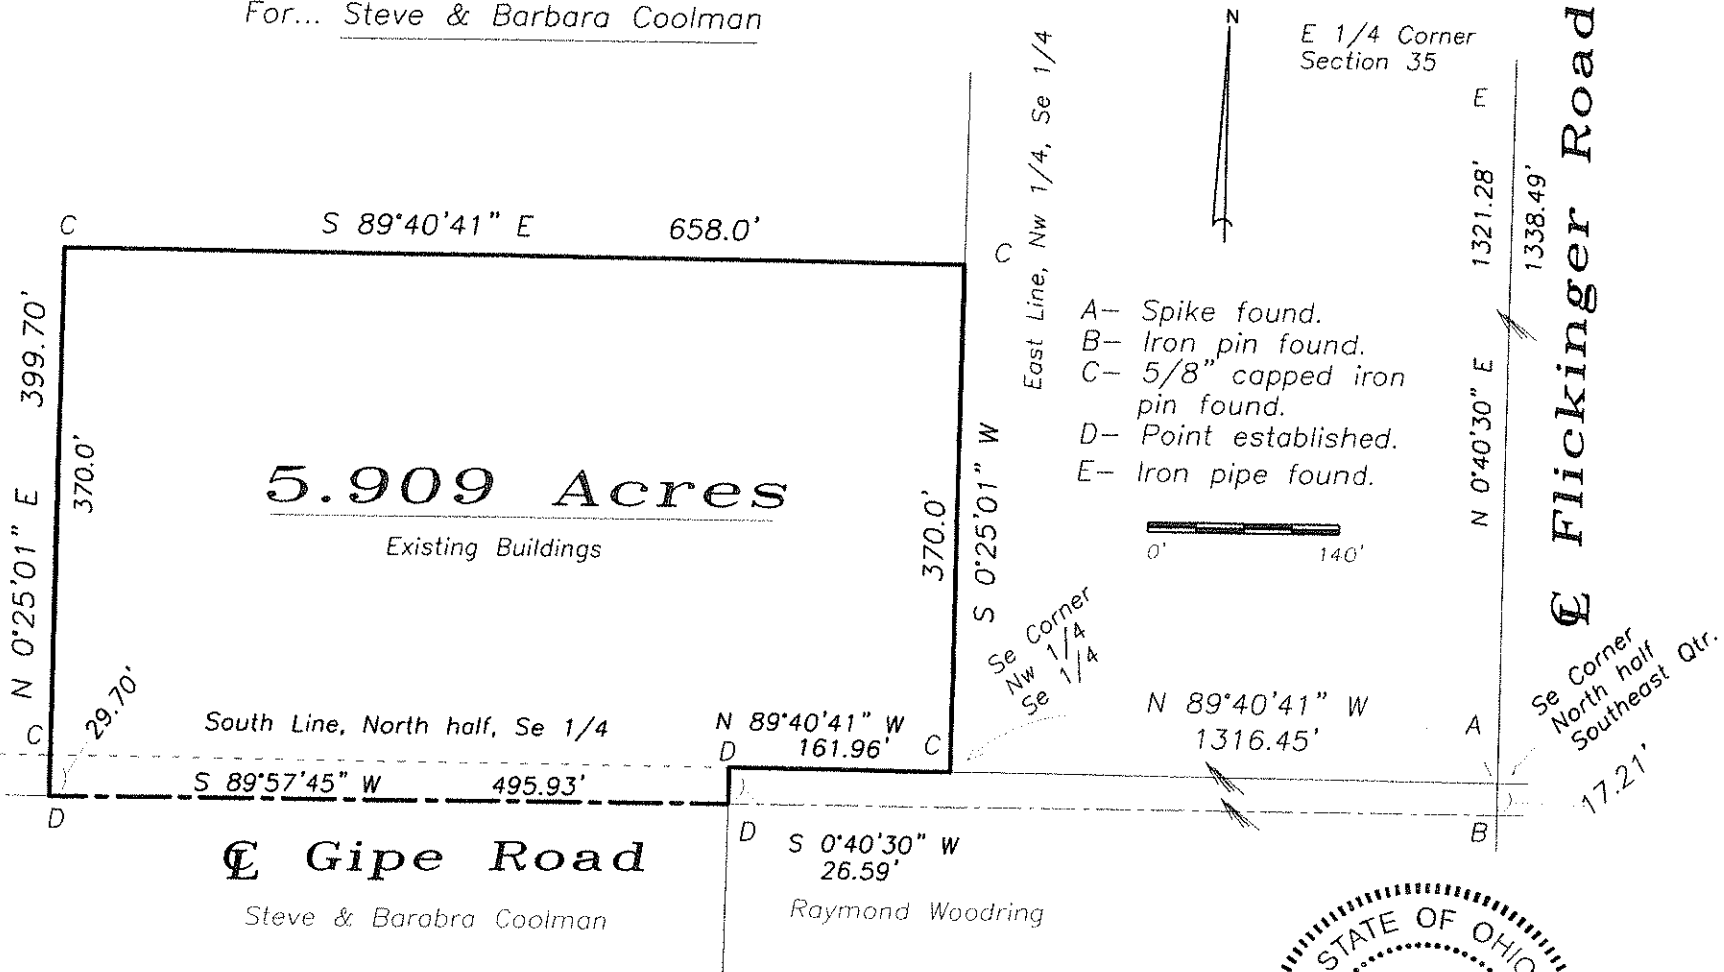 For... Steve & Barbara Coolman
N
E 1/4 Corner
Section 35
E
East Line, Nw 1/4, Se 1/4
1321.28'
1338.49'
N 0°40'30" E
℄ Flickinger Road
C
S 89°40'41" E 658.0'
C
N 0°25'01" E 399.70'
370.0'
5.909 Acres
Existing Buildings
370.0'
S 0°25'01" W
A– Spike found.
B– Iron pin found.
C– 5/8" capped iron
pin found.
D– Point established.
E– Iron pipe found.
0' 140'
Se Corner
Nw 1/4
Se 1/4
Se Corner
North half
Southeast Qtr.
29.70'
C
South Line, North half, Se 1/4
N 89°40'41" W
161.96'
D
C
N 89°40'41" W
1316.45'
A
17.21'
S 89°57'45" W 495.93'
D
D
B
S 0°40'30" W
26.59'
℄ Gipe Road
Steve & Barabra Coolman
Raymond Woodring
STATE OF OHIO